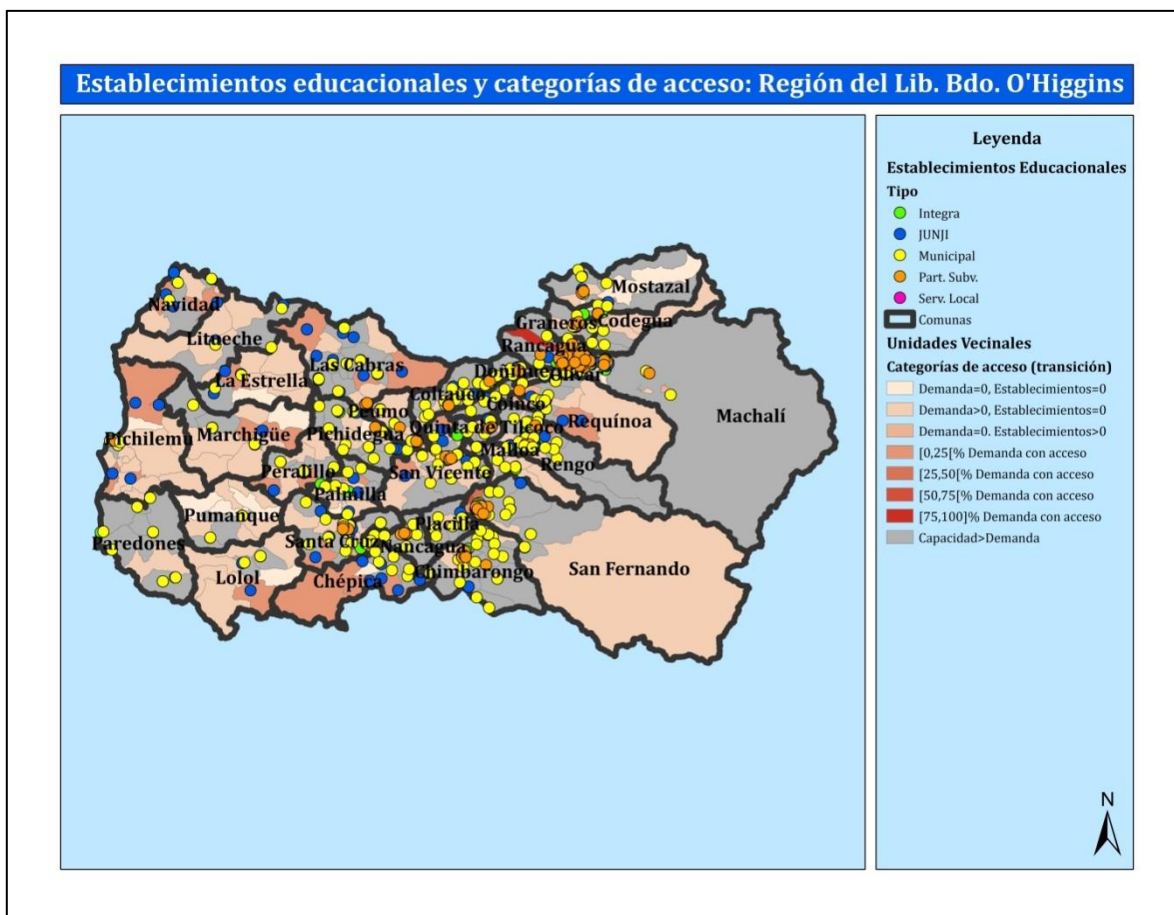 Establecimientos educacionales y categorías de acceso: Región del Lib. Bdo. O'Higgins
Leyenda
Establecimientos Educacionales
Tipo
Integra
JUNJI
Municipal
Part. Subv.
Serv. Local
Comunas
Unidades Vecinales
Categorías de acceso (transición)
Demanda=0, Establecimientos=0
Demanda>0, Establecimientos=0
Demanda=0. Establecimientos>0
[0,25[% Demanda con acceso
[25,50[% Demanda con acceso
[50,75[% Demanda con acceso
[75,100]% Demanda con acceso
Capacidad>Demanda
N
Mostazal
Navidad
Graneros
Codegua
Litueche
Rancagua
Las Cabras
Doñihue
Olivar
La Estrella
Coltauco
Coinco
Machalí
Peumo
Requínoa
Pichilemu
Marchigüe
Pichidegua
Quinta de Tilcoco
Malloa
Rengo
Peralillo
San Vicente
Palmilla
Pumanque
Placilla
Paredones
Santa Cruz
Nancagua
Lolol
Chépica
Chimbarongo
San Fernando